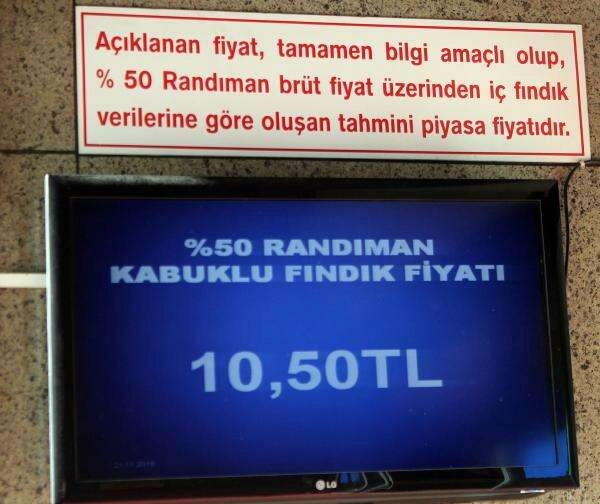 Açıklanan fiyat, tamamen bilgi amaçlı olup,
% 50 Randıman brüt fiyat üzerinden iç fındık
verilerine göre oluşan tahmini piyasa fiyatıdır.
%50 RANDIMAN
KABUKLU FINDIK FİYATI
10,50TL
LG